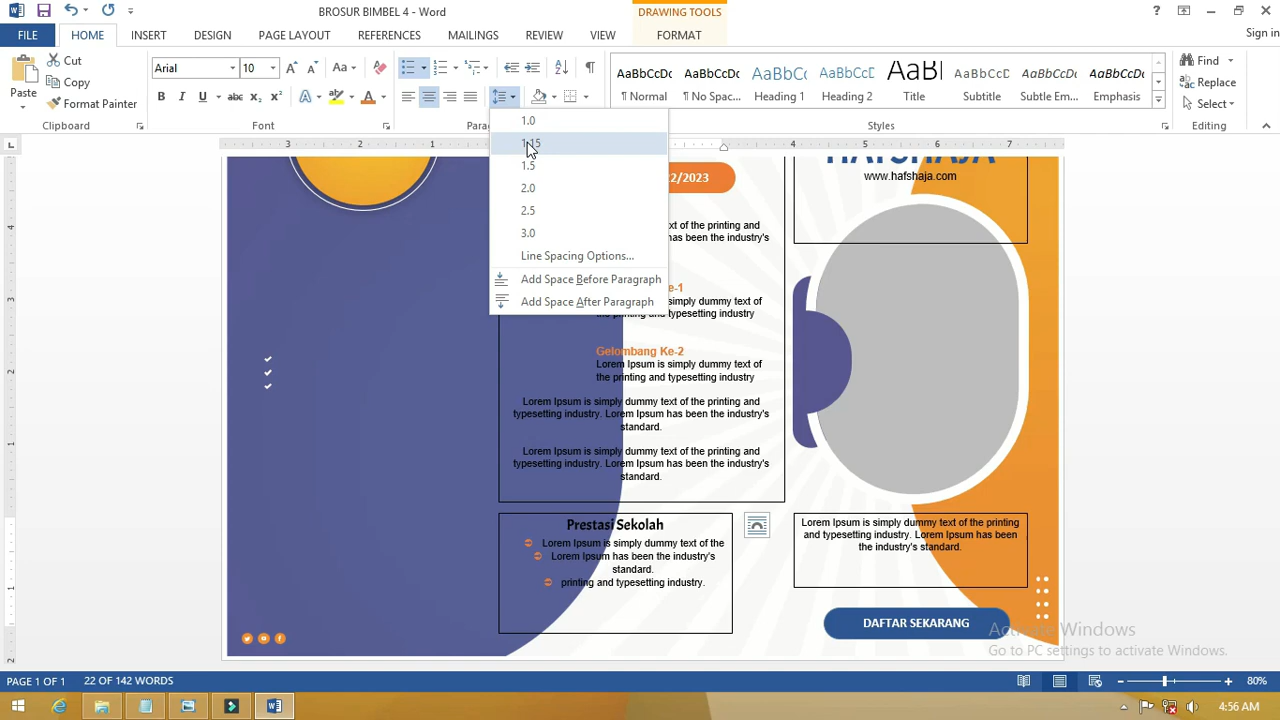 BROSUR BIMBEL 4 - Word
DRAWING TOOLS
Sign in
FILE
HOME
INSERT
DESIGN
PAGE LAYOUT
REFERENCES
MAILINGS
REVIEW
VIEW
FORMAT
Cut
Copy
Format Painter
Paste
Clipboard
Arial
10
Font
Parag
AaBbCcDc
AaBbCcDc
AaBbCc
AaBbCcD
AaBl
AaBbCcD
AaBbCcDc
AaBbCcDc
¶ Normal
¶ No Spac...
Heading 1
Heading 2
Title
Subtitle
Subtle Em...
Emphasis
Styles
Find
Replace
Select
Editing
1.0
1.15
1.5
2.0
2.5
3.0
Line Spacing Options...
Add Space Before Paragraph
Add Space After Paragraph
2/2023
xt of the printing and
has been the industry's
e-1
simply dummy text of
the printing and typesetting industry
Gelombang Ke-2
Lorem Ipsum is simply dummy text of
the printing and typesetting industry
Lorem Ipsum is simply dummy text of the printing and
typesetting industry. Lorem Ipsum has been the industry's
standard.
Lorem Ipsum is simply dummy text of the printing and
typesetting industry. Lorem Ipsum has been the industry's
standard.
Prestasi Sekolah
Lorem Ipsum is simply dummy text of the
Lorem Ipsum has been the industry's
standard.
printing and typesetting industry.
HAFSHAJA
www.hafshaja.com
Lorem Ipsum is simply dummy text of the printing
and typesetting industry. Lorem Ipsum has been
the industry's standard.
DAFTAR SEKARANG
Activate Windows
Go to PC settings to activate Windows.
PAGE 1 OF 1
22 OF 142 WORDS
80%
4:56 AM